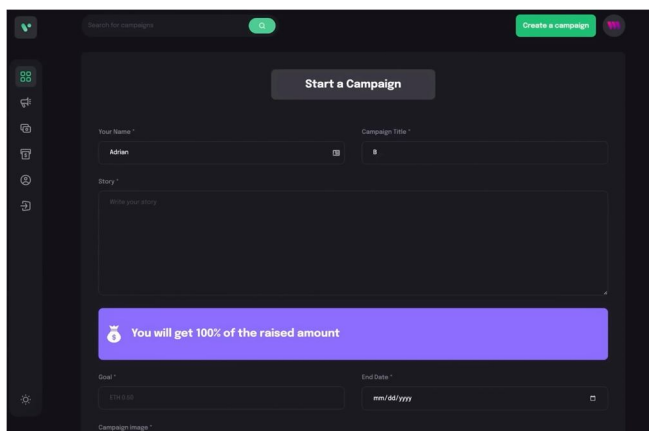 Search for campaigns
Create a campaign
Start a Campaign
Your Name *
Campaign Title *
Adrian
B
Story *
Write your story
You will get 100% of the raised amount
Goal *
End Date *
ETH 0.50
mm/dd/yyyy
Campaign Image *